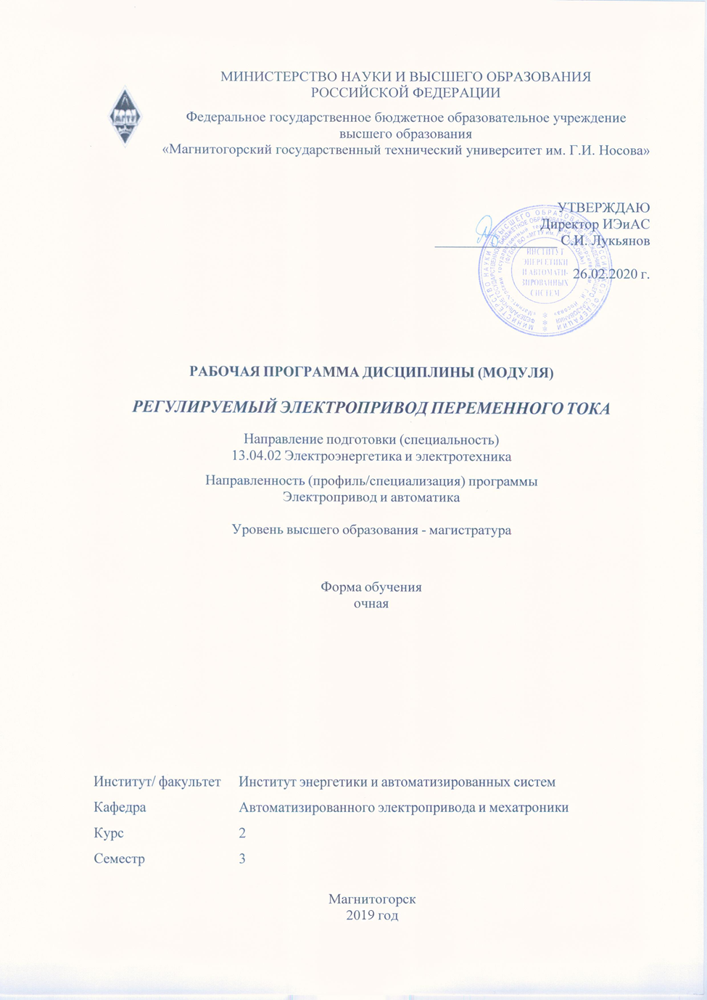 МИНИСТЕРСТВО НАУКИ И ВЫСШЕГО ОБРАЗОВАНИЯ
РОССИЙСКОЙ ФЕДЕРАЦИИ
Федеральное государственное бюджетное образовательное учреждение
высшего образования
«Магнитогорский государственный технический университет им. Г.И. Носова»
УТВЕРЖДАЮ
Директор ИЭиАС
С.И. Лукьянов
26.02.2020 г.
ИНСТИТУТ
ЭНЕРГЕТИКИ
И АВТОМАТИ-
ЗИРОВАННЫХ
СИСТЕМ
РАБОЧАЯ ПРОГРАММА ДИСЦИПЛИНЫ (МОДУЛЯ)
РЕГУЛИРУЕМЫЙ ЭЛЕКТРОПРИВОД ПЕРЕМЕННОГО ТОКА
Направление подготовки (специальность)
13.04.02 Электроэнергетика и электротехника
Направленность (профиль/специализация) программы
Электропривод и автоматика
Уровень высшего образования - магистратура
Форма обучения
очная
Институт/ факультет Институт энергетики и автоматизированных систем
Кафедра Автоматизированного электропривода и мехатроники
Курс 2
Семестр 3
Магнитогорск
2019 год